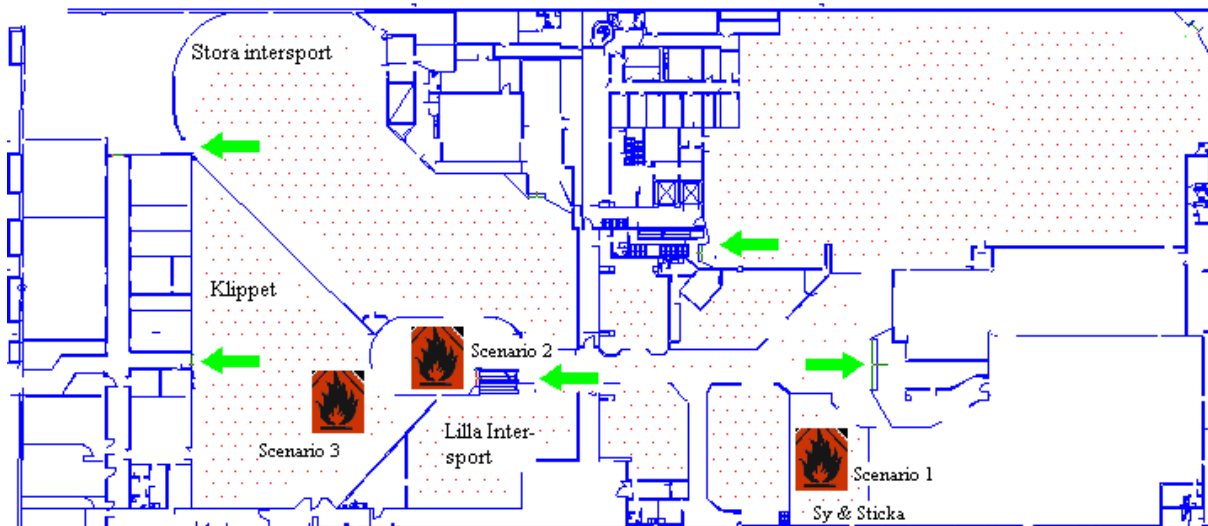 Stora intersport
Klippet
Scenario 2
Scenario 3
Lilla Inter-
sport
Scenario 1
Sy & Sticka